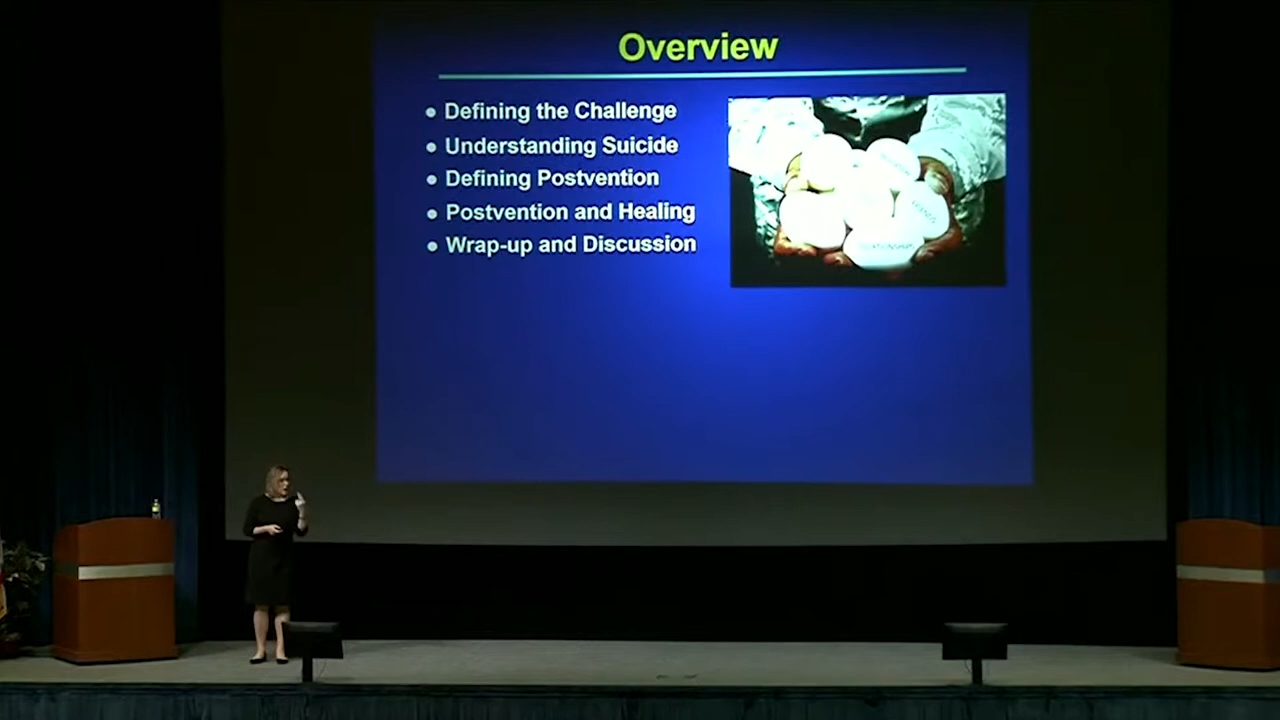 Overview
● Defining the Challenge
● Understanding Suicide
● Defining Postvention
● Postvention and Healing
● Wrap-up and Discussion